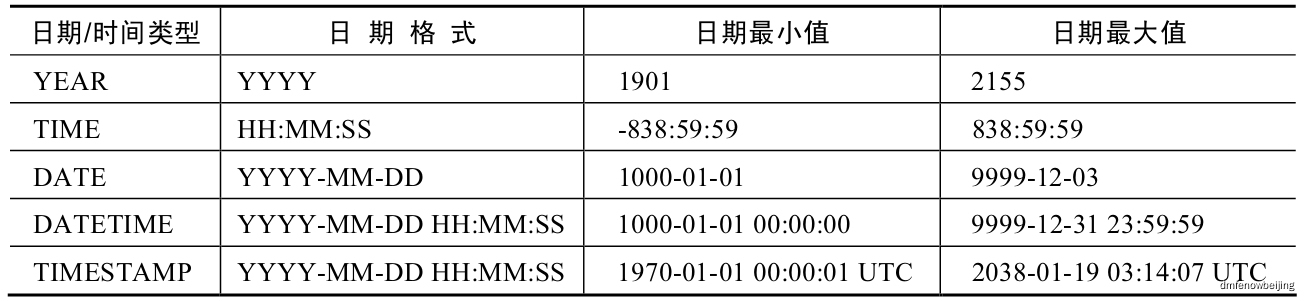 日期/时间类型 日 期 格 式 日期最小值 日期最大值
YEAR YYYY 1901 2155
TIME HH:MM:SS -838:59:59 838:59:59
DATE YYYY-MM-DD 1000-01-01 9999-12-03
DATETIME YYYY-MM-DD HH:MM:SS 1000-01-01 00:00:00 9999-12-31 23:59:59
TIMESTAMP YYYY-MM-DD HH:MM:SS 1970-01-01 00:00:01 UTC 2038-01-19 03:14:07 UTC
dmfenowbeijing